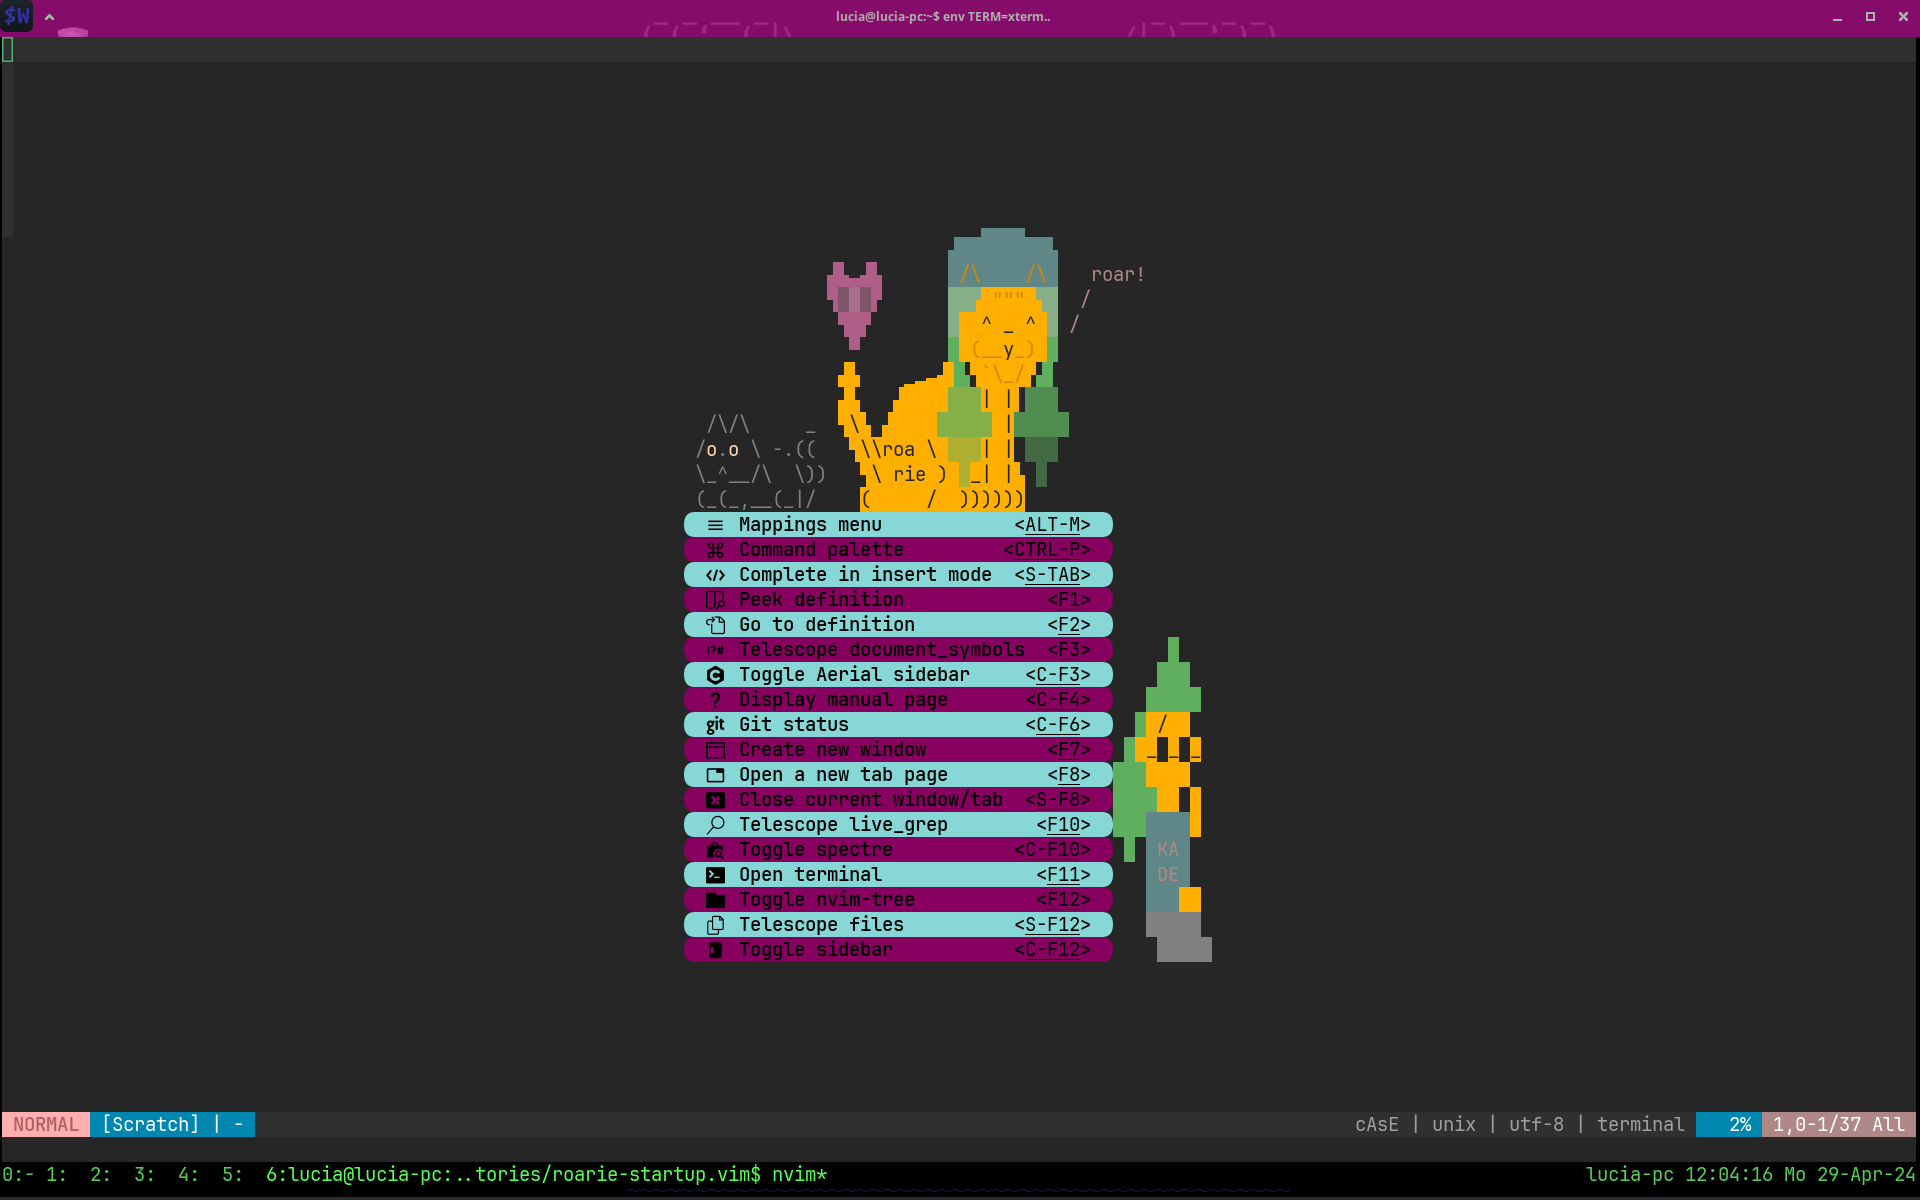 $W lucia@lucia-pc:~$ env TERM=xterm..
roar!
roa
rie
Mappings menu <ALT-M>
Command palette <CTRL-P>
Complete in insert mode <S-TAB>
Peek definition <F1>
Go to definition <F2>
Telescope document_symbols <F3>
Toggle Aerial sidebar <C-F3>
Display manual page <C-F4>
git Git status <C-F6>
Create new window <F7>
Open a new tab page <F8>
Close current window/tab <S-F8>
Telescope live_grep <F10>
Toggle spectre <C-F10>
Open terminal <F11>
Toggle nvim-tree <F12>
Telescope files <S-F12>
Toggle sidebar <C-F12>
KA
DE
NORMAL [Scratch] | - cAsE | unix | utf-8 | terminal 2% 1,0-1/37 All
0:- 1: 2: 3: 4: 5: 6:lucia@lucia-pc:..tories/roarie-startup.vim$ nvim* lucia-pc 12:04:16 Mo 29-Apr-24